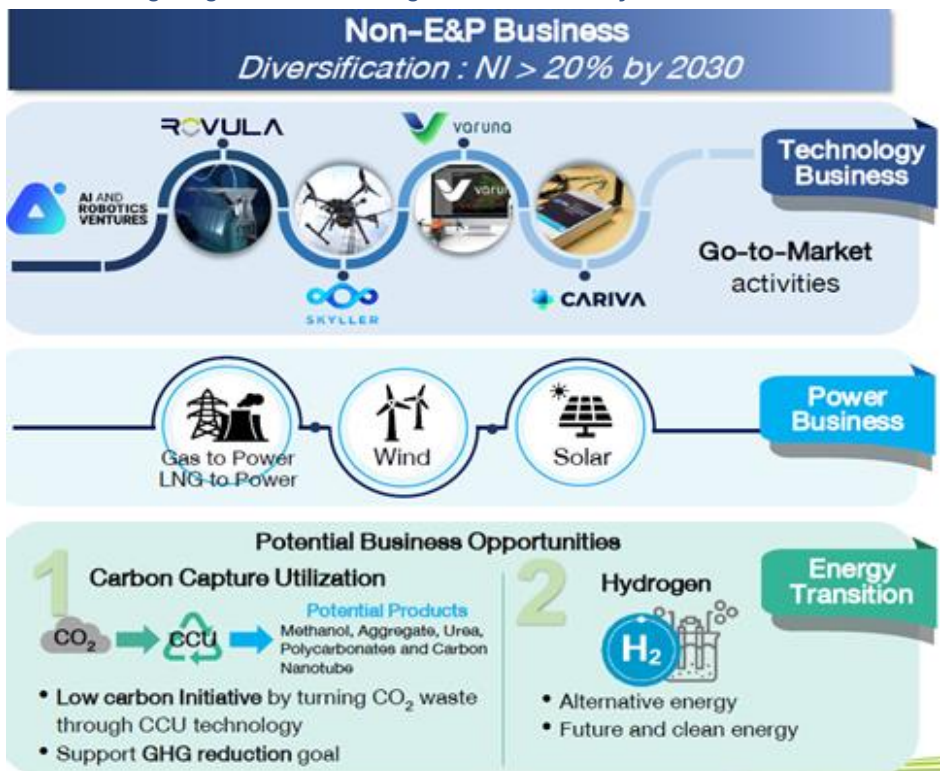 Non-E&P Business
Diversification : NI > 20% by 2030
ROVULA
varuna
Technology
Business
AI AND
ROBOTICS
VENTURES
varun
Go-to-Market
activities
SKYLLER
CARIVA
Power
Business
Gas to Power
LNG to Power
Wind
Solar
Potential Business Opportunities
Energy
Transition
1
Carbon Capture Utilization
CO2
CCU
Potential Products
Methanol, Aggregate, Urea,
Polycarbonates and Carbon
Nanotube
• Low carbon Initiative by turning CO2 waste
through CCU technology
• Support GHG reduction goal
2
Hydrogen
H2
• Alternative energy
• Future and clean energy